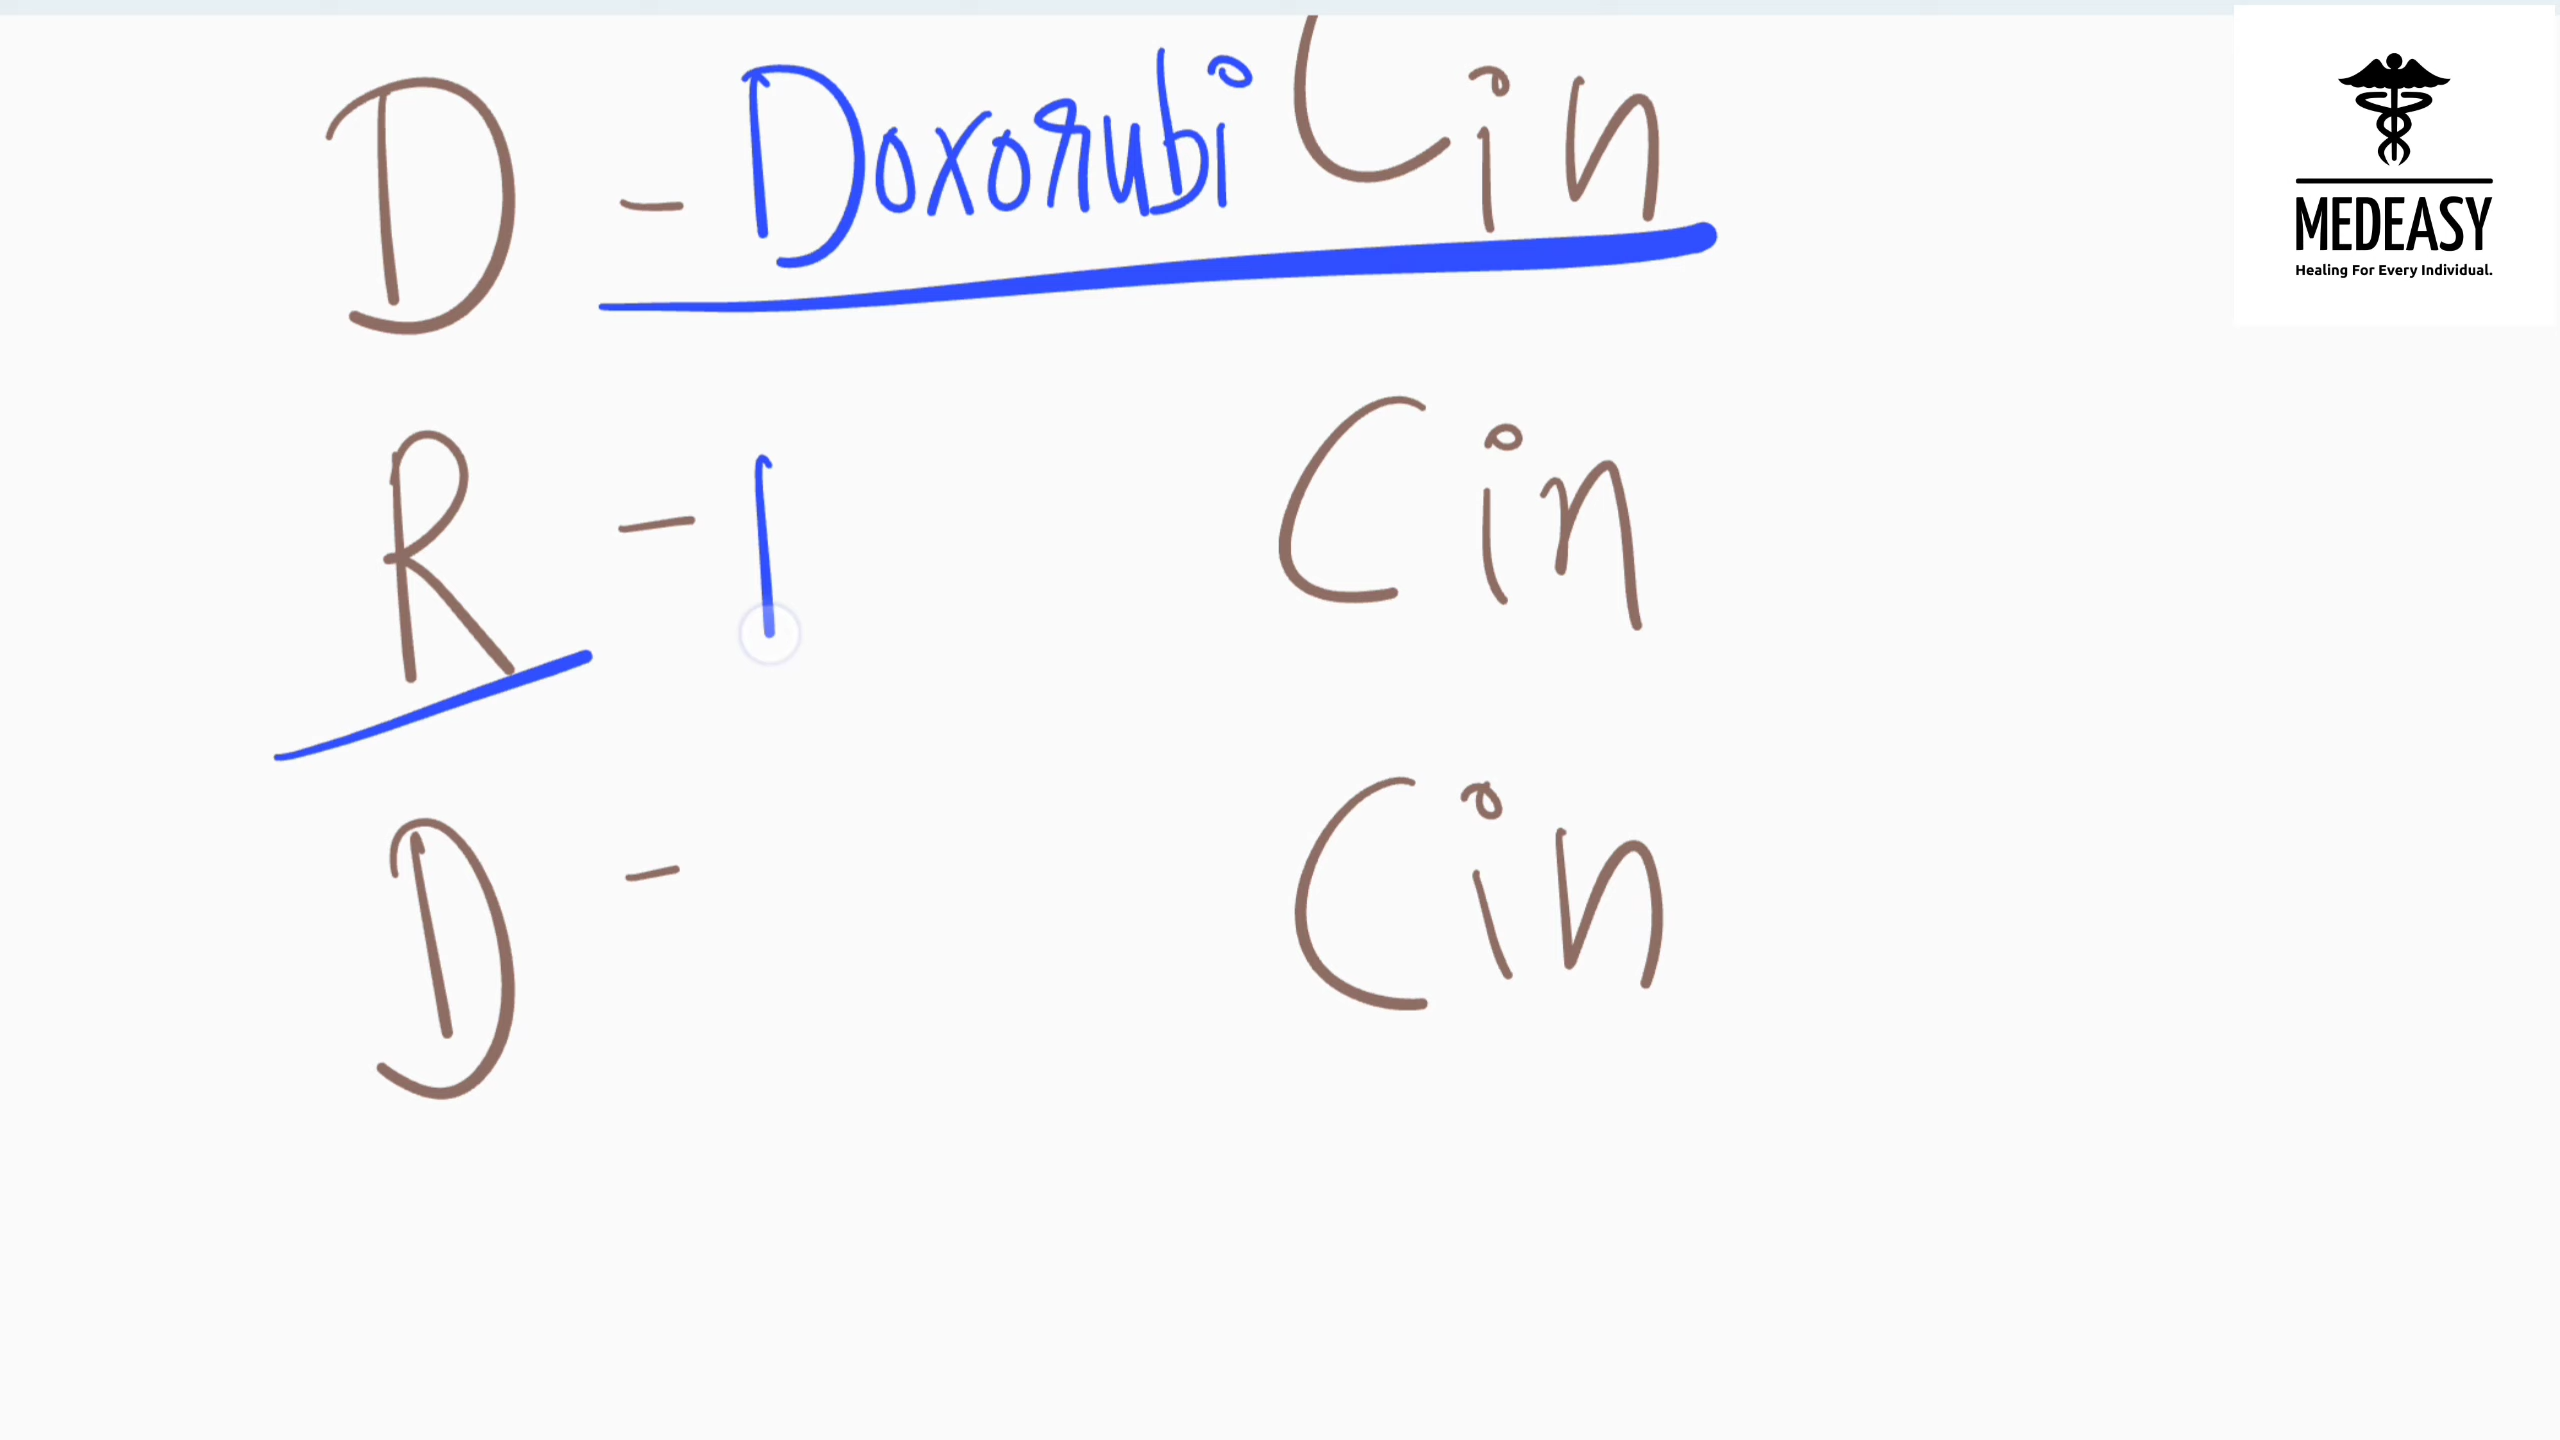 D - Doxorubicin
R - Cin
D - Cin
MEDEASY
Healing For Every Individual.